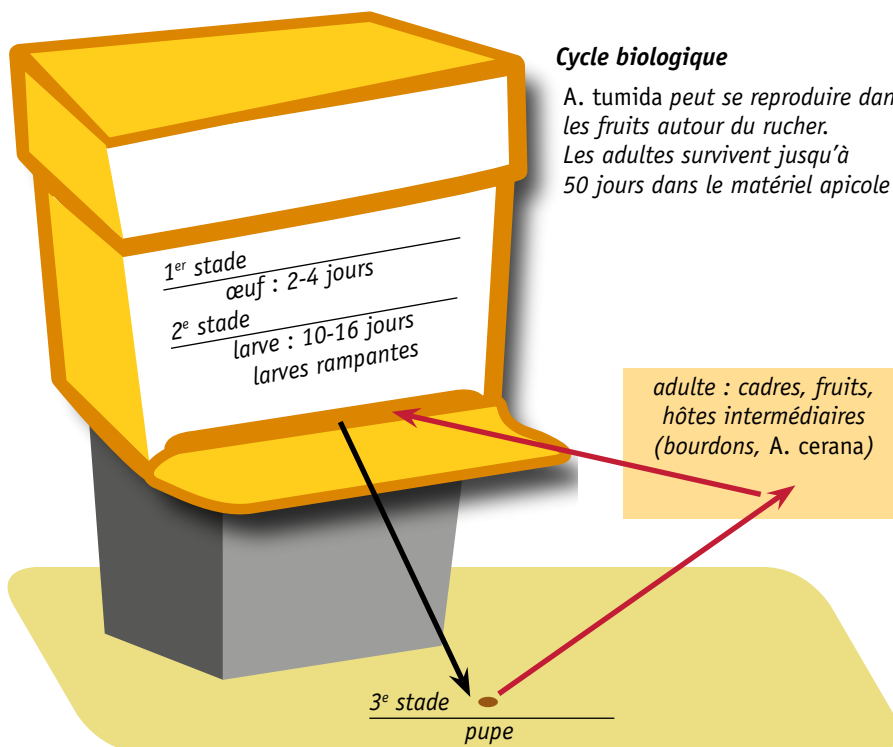 Cycle biologique
A. tumida peut se reproduire dan
les fruits autour du rucher.
Les adultes survivent jusqu'à
50 jours dans le matériel apicole
1er stade
œuf : 2-4 jours
2e stade
larve : 10-16 jours
larves rampantes
adulte : cadres, fruits,
hôtes intermédiaires
(bourdons, A. cerana)
3e stade
pupe